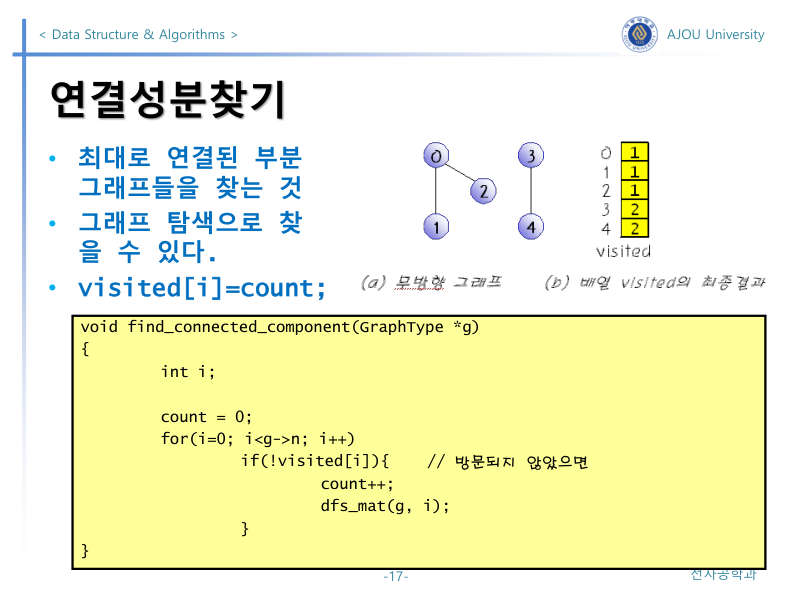 < Data Structure & Algorithms >
AJOU University
연결성분찾기
• 최대로 연결된 부분
그래프들을 찾는 것
• 그래프 탐색으로 찾
을 수 있다.
• visited[i]=count;
0
3
2
1
4
0 1
1 1
2 1
3 2
4 2
visited
(a) 무방향 그래프
(b) 배열 visited의 최종결과
void find_connected_component(GraphType *g)
{
int i;
count = 0;
for(i=0; i<g->n; i++)
if(!visited[i]){ // 방문되지 않았으면
count++;
dfs_mat(g, i);
}
}
-17-
전자공학과